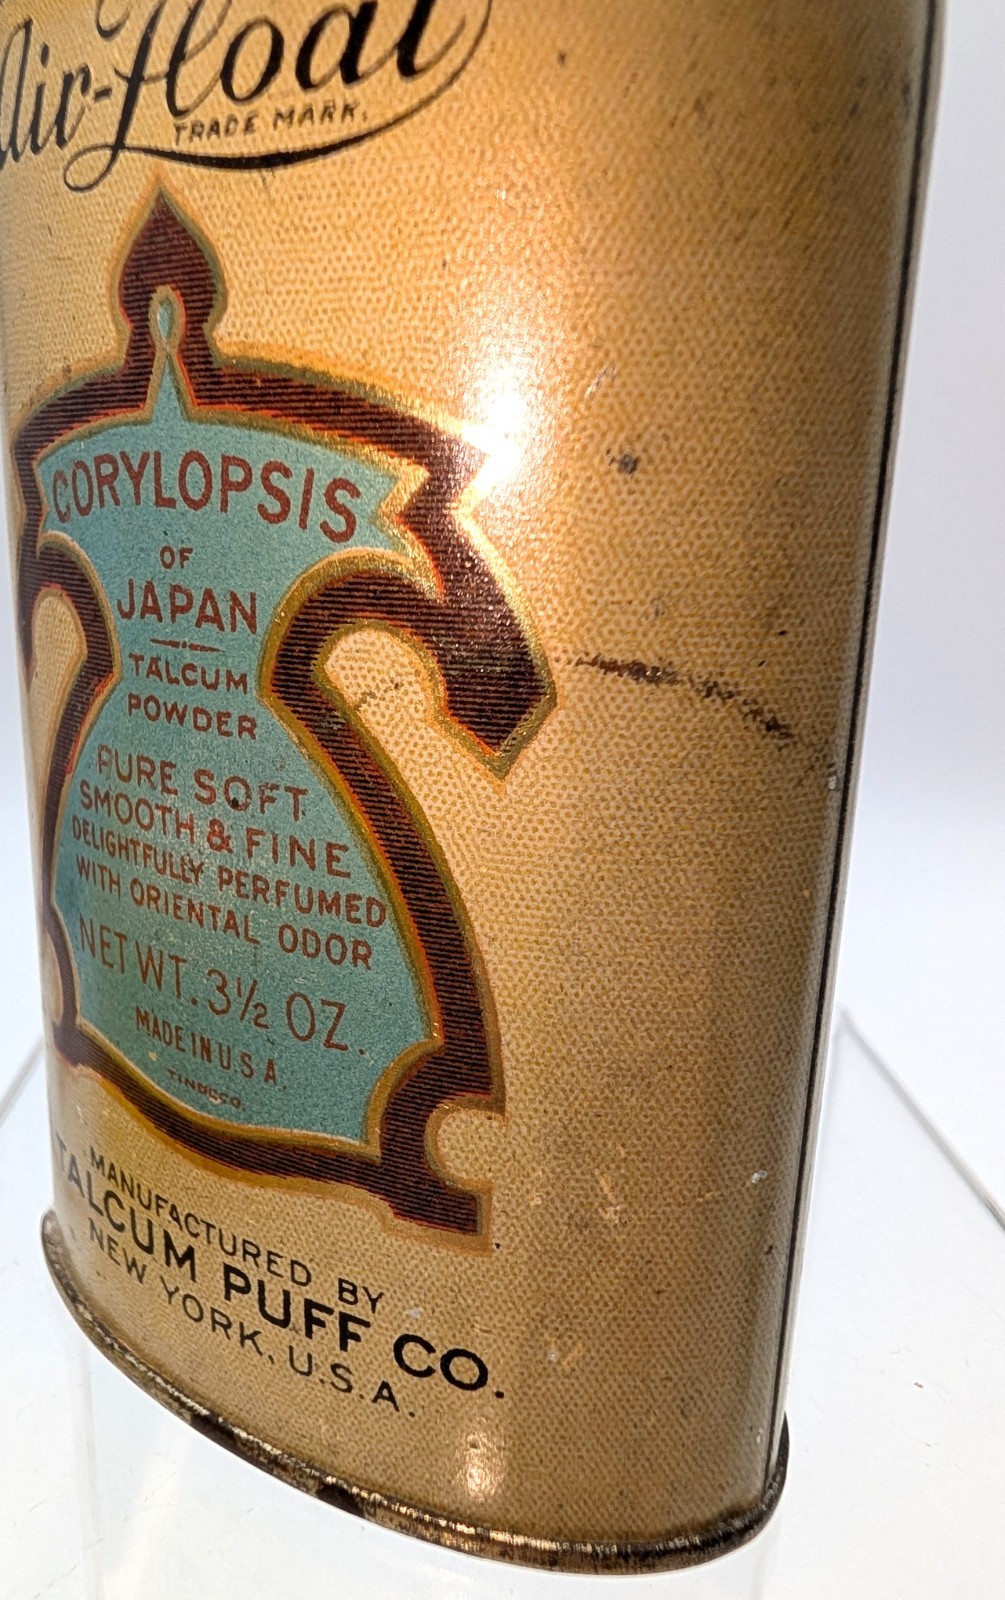 Air-Float
TRADE MARK.
CORYLOPSIS
OF
JAPAN
TALCUM
POWDER
PURE SOFT
SMOOTH & FINE
DELIGHTFULLY PERFUMED
WITH ORIENTAL ODOR
NET WT. 3½ OZ.
MADE IN U.S.A.
TINDECO.
MANUFACTURED BY
TALCUM PUFF CO.
NEW YORK, U.S.A.